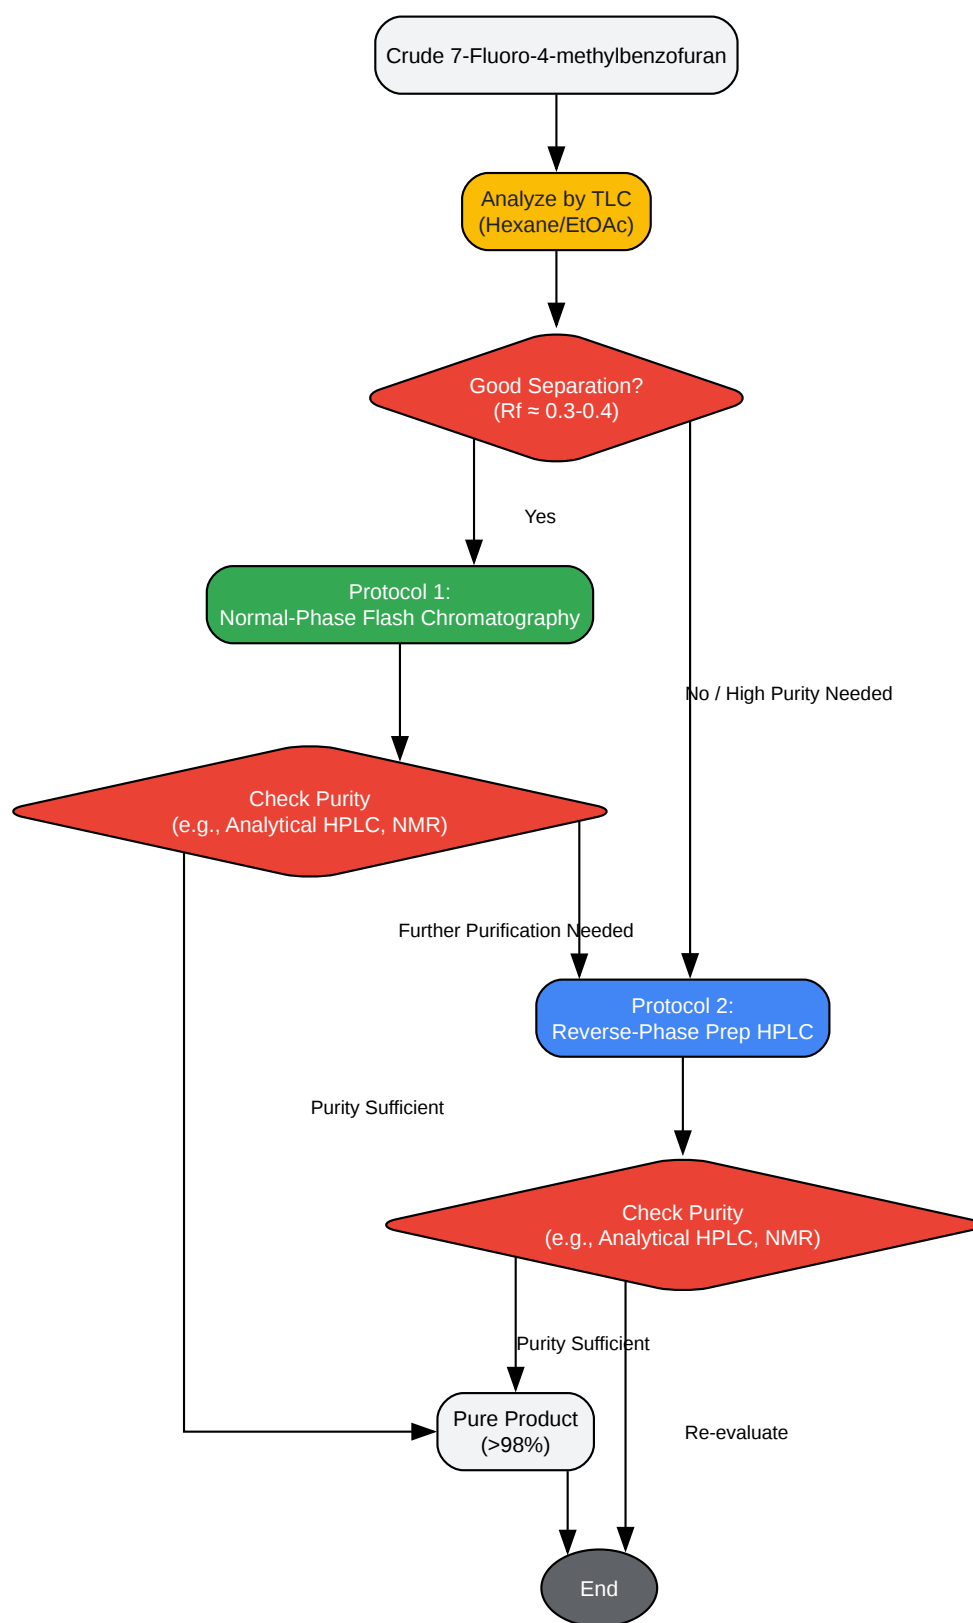 Crude 7-Fluoro-4-methylbenzofuran
Analyze by TLC
(Hexane/EtOAc)
Good Separation?
(Rf ≈ 0.3-0.4)
Yes
Protocol 1:
Normal-Phase Flash Chromatography
No / High Purity Needed
Check Purity
(e.g., Analytical HPLC, NMR)
Further Purification Needed
Protocol 2:
Reverse-Phase Prep HPLC
Purity Sufficient
Check Purity
(e.g., Analytical HPLC, NMR)
Purity Sufficient
Pure Product
(>98%)
Re-evaluate
End